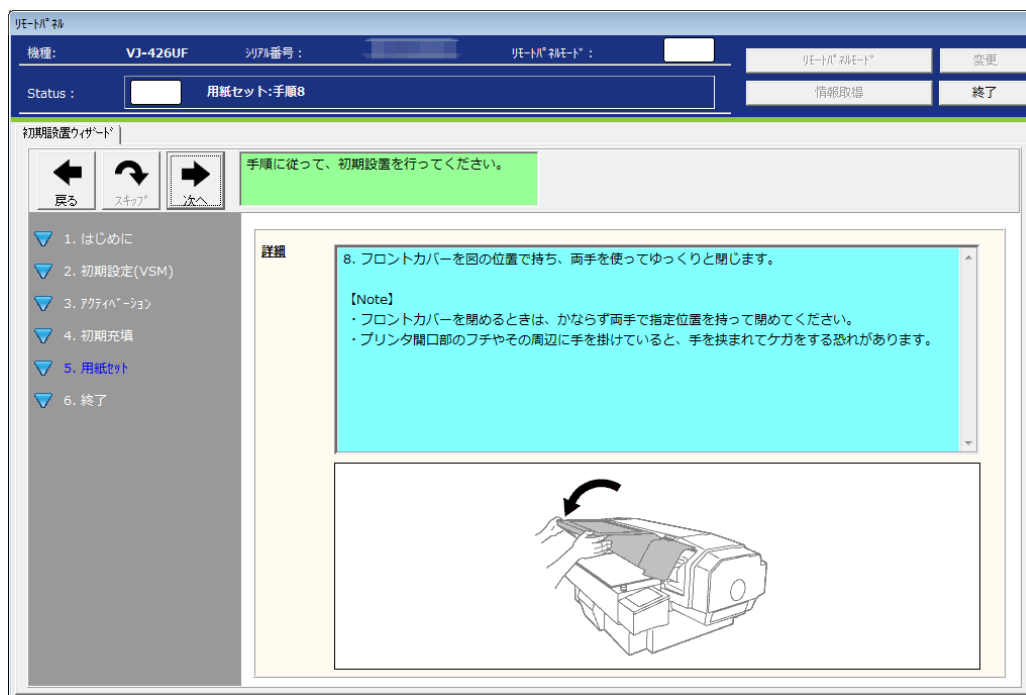 ﾘﾓｰﾄﾊﾟﾈﾙ
機種: VJ-426UF ｼﾘｱﾙ番号： ﾘﾓｰﾄﾊﾟﾈﾙﾓｰﾄﾞ：
ﾘﾓｰﾄﾊﾟﾈﾙﾓｰﾄﾞ 変更
Status： 用紙セット:手順8
情報取得 終了
初期設置ｳｨｻﾞｰﾄﾞ
戻る ｽｷｯﾌﾟ 次へ
手順に従って、初期設置を行ってください。
1. はじめに
2. 初期設定(VSM)
3. ｱｸﾃｨﾍﾞｰｼｮﾝ
4. 初期充填
5. 用紙ｾｯﾄ
6. 終了
詳細
8. フロントカバーを図の位置で持ち、両手を使ってゆっくりと閉じます。
【Note】
・フロントカバーを閉めるときは、かならず両手で指定位置を持って閉めてください。
・プリンタ開口部のフチやその周辺に手を掛けていると、手を挟まれてケガをする恐れがあります。